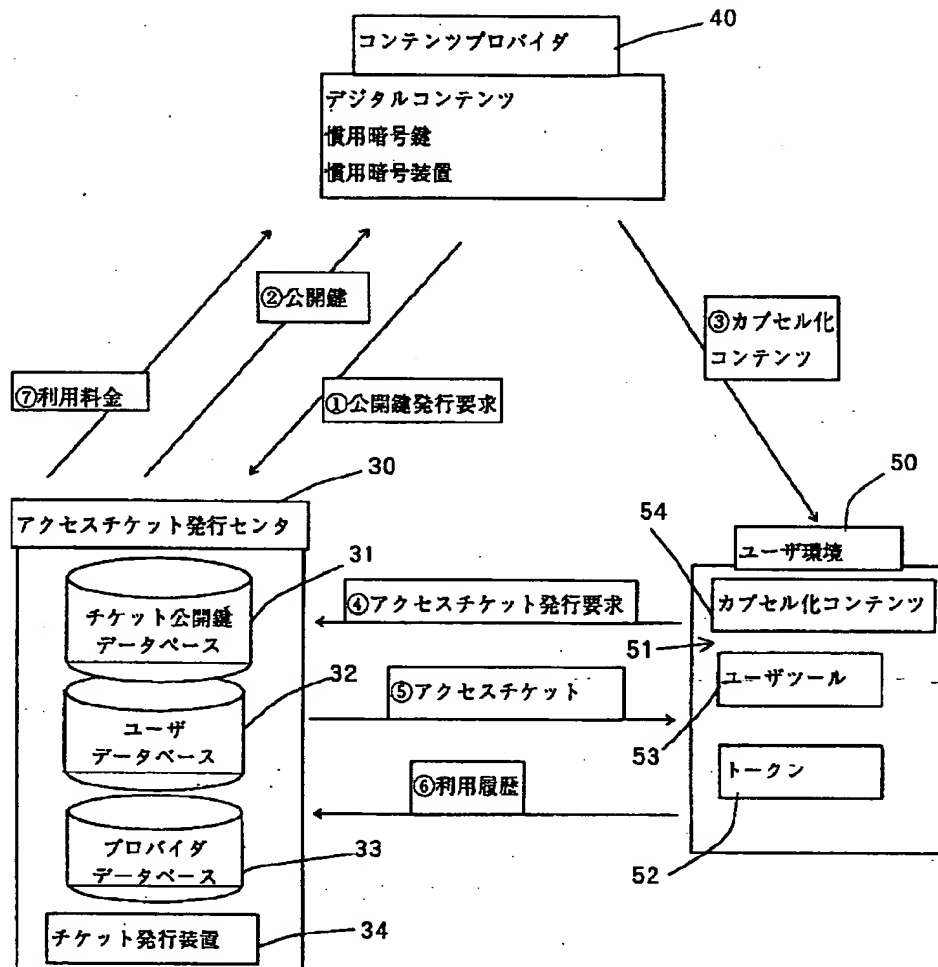 コンテンツプロバイダ
40
デジタルコンテンツ
慣用暗号鍵
慣用暗号装置
②公開鍵
③カプセル化
コンテンツ
⑦利用料金
①公開鍵発行要求
30
50
アクセスチケット発行センタ
ユーザ環境
31
54
チケット公開鍵
データベース
④アクセスチケット発行要求
カプセル化コンテンツ
51
32
⑤アクセスチケット
ユーザツール
ユーザ
データベース
53
⑥利用履歴
トークン
プロバイダ
データベース
33
52
チケット発行装置
34